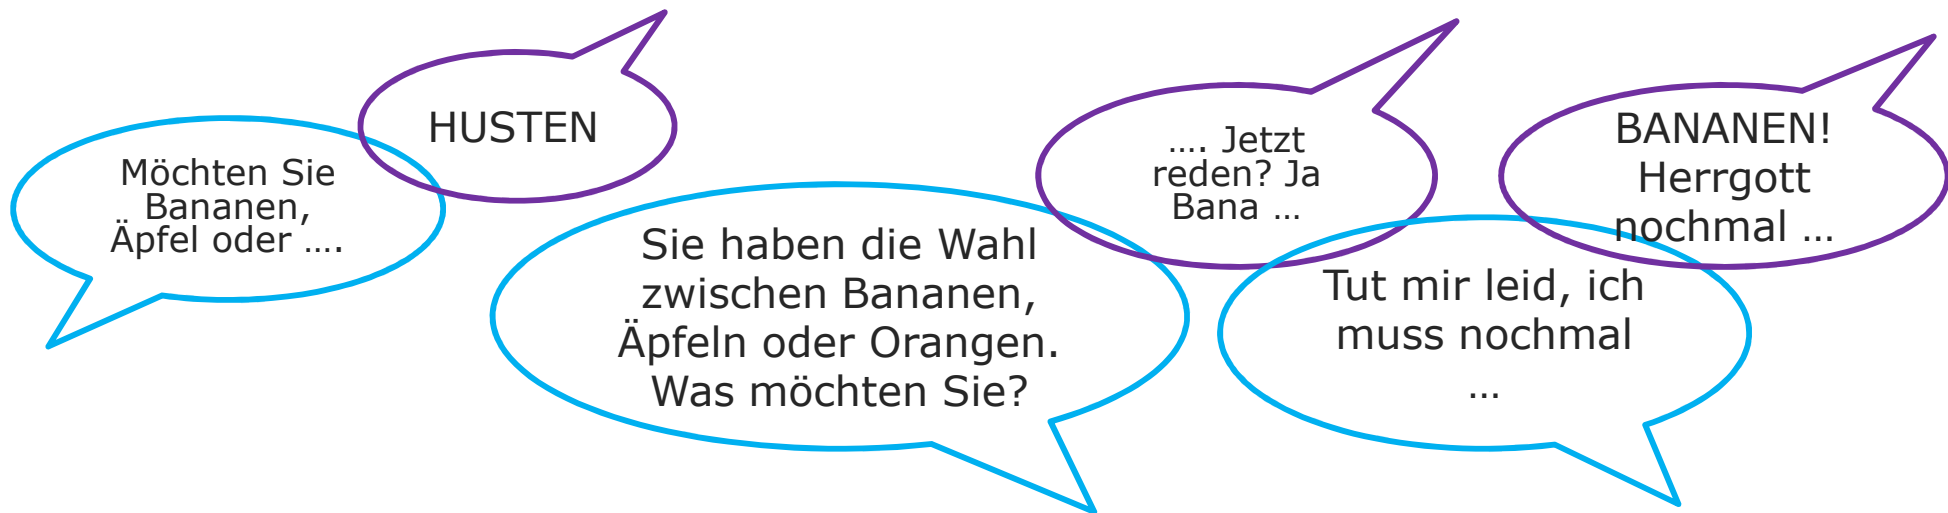 Möchten Sie
Bananen,
Äpfel oder ….
HUSTEN
Sie haben die Wahl
zwischen Bananen,
Äpfeln oder Orangen.
Was möchten Sie?
…. Jetzt
reden? Ja
Bana …
Tut mir leid, ich
muss nochmal
…
BANANEN!
Herrgott
nochmal …